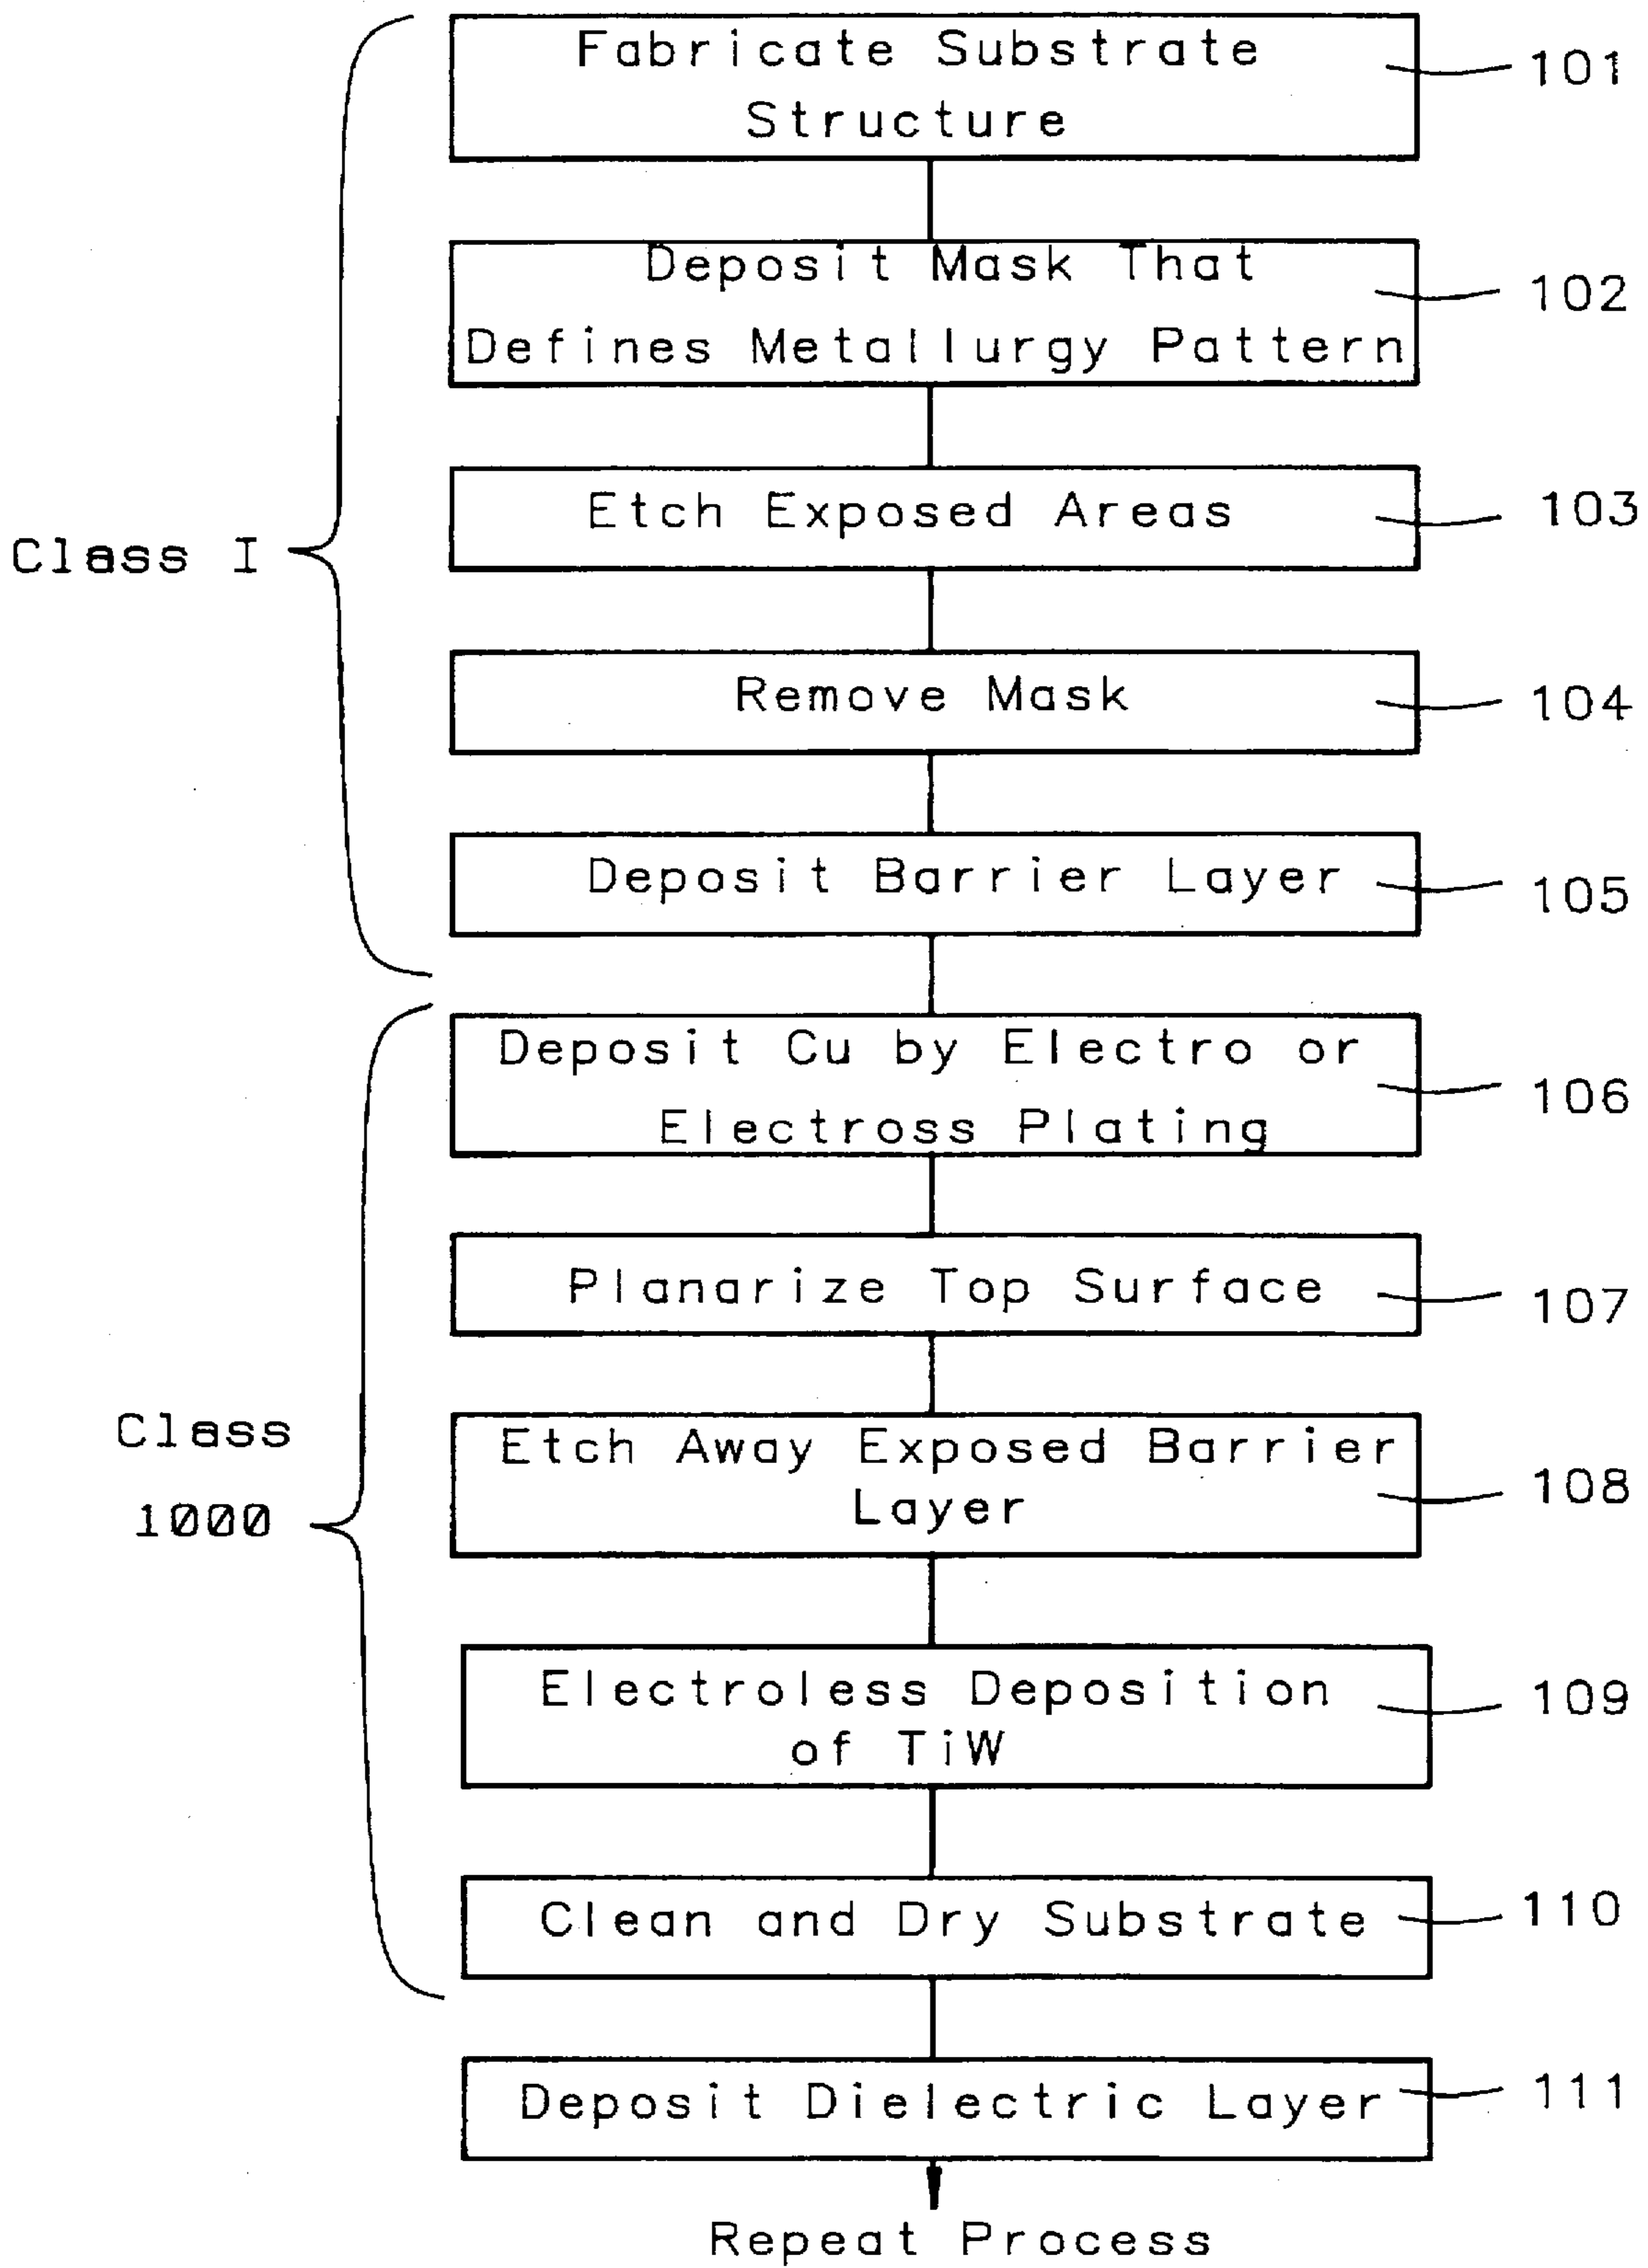 Fabricate Substrate
Structure
101
Deposit Mask That
Defines Metallurgy Pattern
102
Etch Exposed Areas
103
Class I
Remove Mask
104
Deposit Barrier Layer
105
Deposit Cu by Electro or
Electross Plating
106
Planarize Top Surface
107
Class
1000
Etch Away Exposed Barrier
Layer
108
Electroless Deposition
of TiW
109
Clean and Dry Substrate
110
Deposit Dielectric Layer
111
Repeat Process